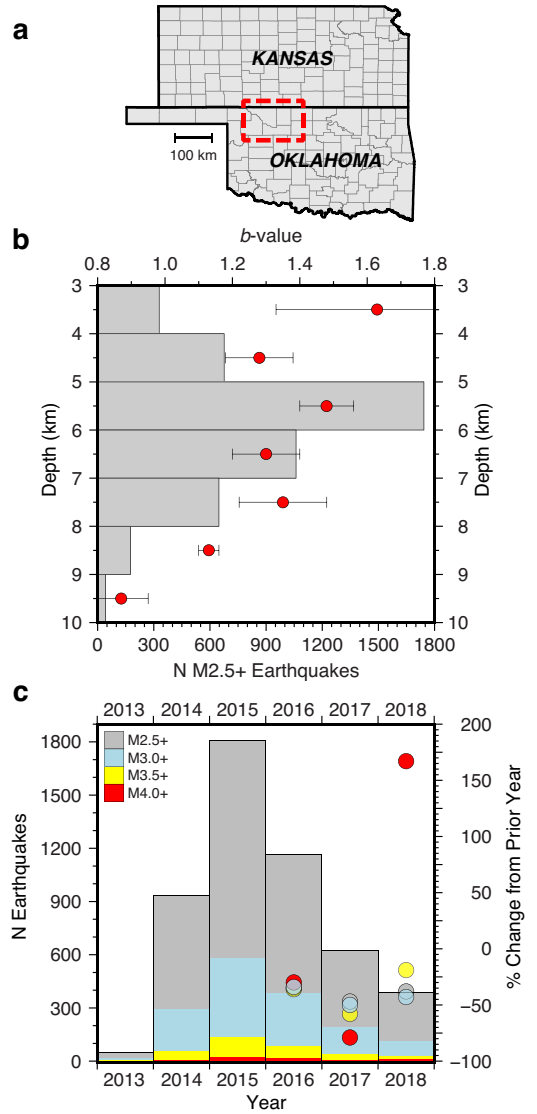 a
KANSAS
100 km
OKLAHOMA
b
b-value
0.8 1.0 1.2 1.4 1.6 1.8
3 3
4 4
5 5
6 6
7 7
8 8
9 9
10 10
Depth (km)
Depth (km)
0 300 600 900 1200 1500 1800
N M2.5+ Earthquakes
c
2013 2014 2015 2016 2017 2018
M2.5+
M3.0+
M3.5+
M4.0+
1800
1500
1200
900
600
300
0
N Earthquakes
200
150
100
50
0
−50
−100
% Change from Prior Year
2013 2014 2015 2016 2017 2018
Year